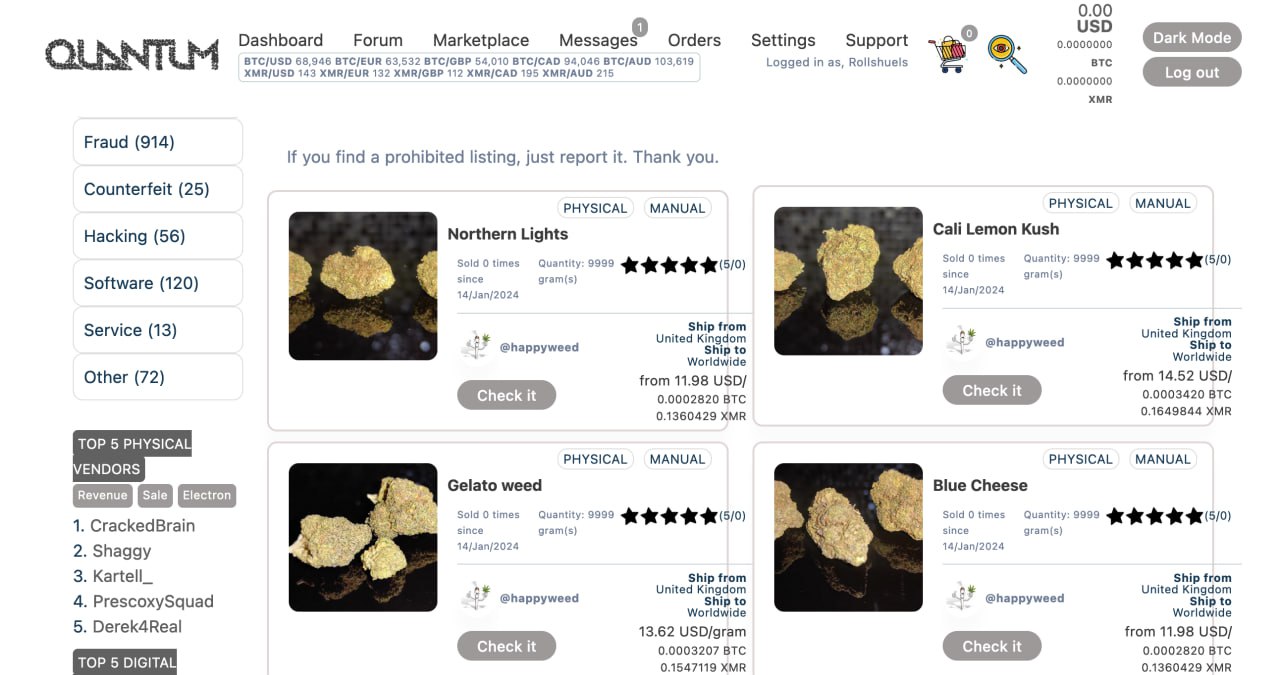 QUANTUM
Dashboard Forum Marketplace Messages 1 Orders Settings Support
BTC/USD 68,946 BTC/EUR 63,532 BTC/GBP 54,010 BTC/CAD 94,046 BTC/AUD 103,619
XMR/USD 143 XMR/EUR 132 XMR/GBP 112 XMR/CAD 195 XMR/AUD 215
Logged in as, Rollshuels
0
0.00
USD
0.0000000
BTC
0.0000000
XMR
Dark Mode
Log out
Fraud (914)
Counterfeit (25)
Hacking (56)
Software (120)
Service (13)
Other (72)
TOP 5 PHYSICAL
VENDORS
Revenue Sale Electron
1. CrackedBrain
2. Shaggy
3. Kartell_
4. PrescoxySquad
5. Derek4Real
TOP 5 DIGITAL
If you find a prohibited listing, just report it. Thank you.
PHYSICAL MANUAL
Northern Lights
Sold 0 times
since
14/Jan/2024
Quantity: 9999
gram(s)
(5/0)
@happyweed
Check it
Ship from
United Kingdom
Ship to
Worldwide
from 11.98 USD/
0.0002820 BTC
0.1360429 XMR
PHYSICAL MANUAL
Cali Lemon Kush
Sold 0 times
since
14/Jan/2024
Quantity: 9999
gram(s)
(5/0)
@happyweed
Check it
Ship from
United Kingdom
Ship to
Worldwide
from 14.52 USD/
0.0003420 BTC
0.1649844 XMR
PHYSICAL MANUAL
Gelato weed
Sold 0 times
since
14/Jan/2024
Quantity: 9999
gram(s)
(5/0)
@happyweed
Check it
Ship from
United Kingdom
Ship to
Worldwide
13.62 USD/gram
0.0003207 BTC
0.1547119 XMR
PHYSICAL MANUAL
Blue Cheese
Sold 0 times
since
14/Jan/2024
Quantity: 9999
gram(s)
(5/0)
@happyweed
Check it
Ship from
United Kingdom
Ship to
Worldwide
from 11.98 USD/
0.0002820 BTC
0.1360429 XMR